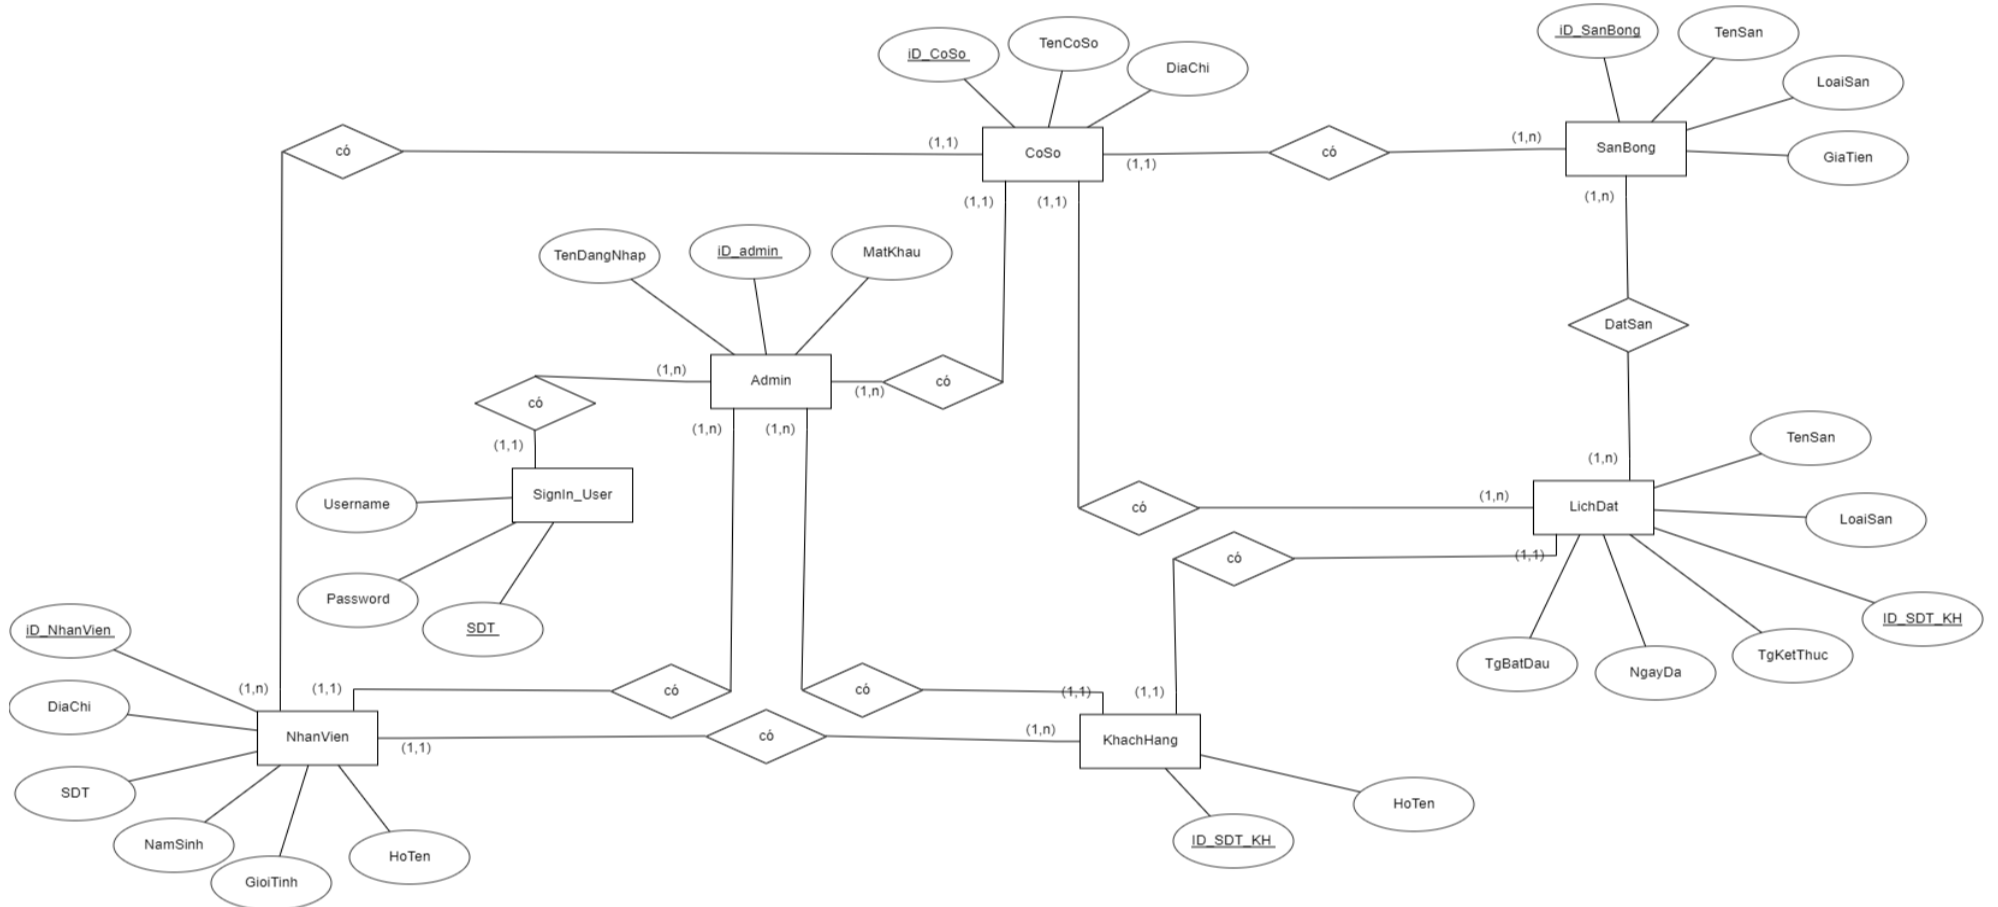 iD_CoSo
TenCoSo
DiaChi
iD_SanBong
TenSan
LoaiSan
GiaTien
có
(1,1)
CoSo
(1,1)
có
(1,n)
SanBong
(1,1)
(1,1)
(1,n)
TenDangNhap
iD_admin
MatKhau
DatSan
(1,n)
Admin
(1,n)
có
có
(1,n)
(1,n)
(1,1)
(1,n)
TenSan
SignIn_User
Username
(1,n)
có
LichDat
LoaiSan
có
(1,1)
Password
SDT
ID_SDT_KH
TgBatDau
NgayDa
TgKetThuc
iD_NhanVien
(1,n)
(1,1)
có
có
(1,1)
(1,1)
DiaChi
NhanVien
(1,1)
có
(1,n)
KhachHang
SDT
NamSinh
GioiTinh
HoTen
HoTen
ID_SDT_KH